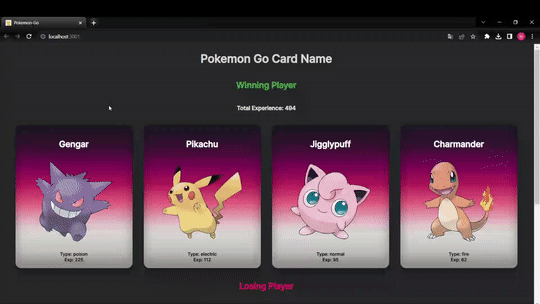 Pokemon-Go
localhost:3001
Pokemon Go Card Name
Winning Player
Total Experience: 494
Gengar
Pikachu
Jigglypuff
Charmander
Type: poison
Exp: 225
Type: electric
Exp: 112
Type: normal
Exp: 95
Type: fire
Exp: 62
Losing Player